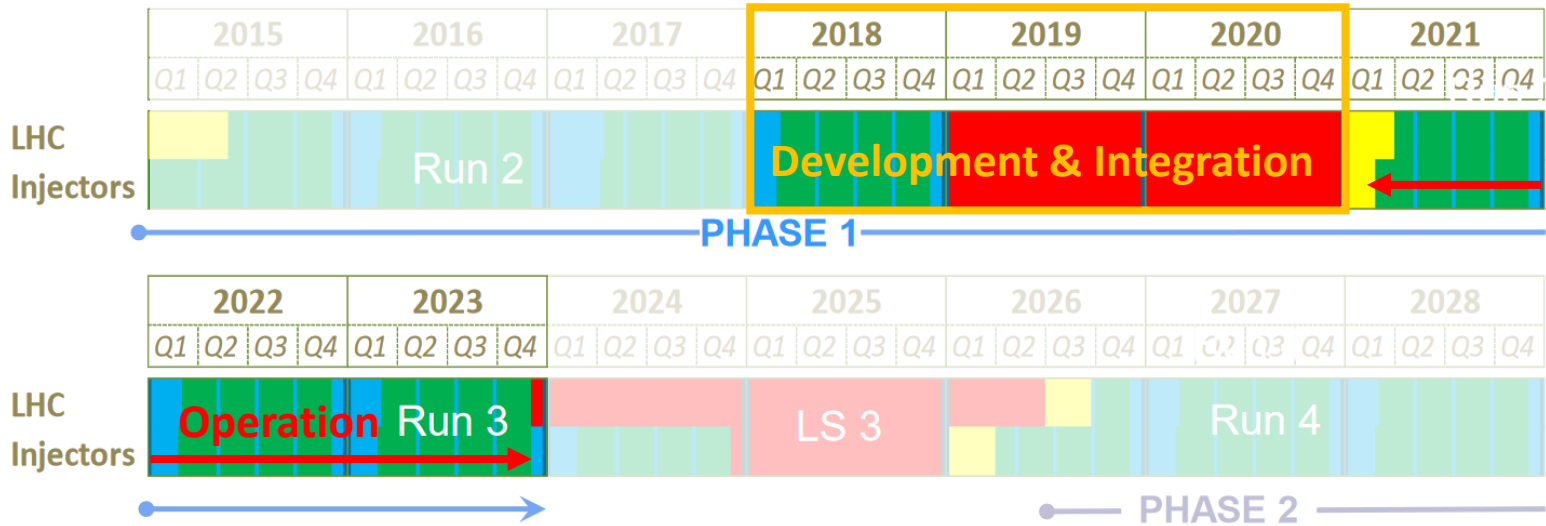 2015 2016 2017 2018 2019 2020 2021
Q1 Q2 Q3 Q4 Q1 Q2 Q3 Q4 Q1 Q2 Q3 Q4 Q1 Q2 Q3 Q4 Q1 Q2 Q3 Q4 Q1 Q2 Q3 Q4 Q1 Q2 Q3 Q4
LHC
Injectors
Run 2
Development & Integration
PHASE 1
2022 2023 2024 2025 2026 2027 2028
Q1 Q2 Q3 Q4 Q1 Q2 Q3 Q4 Q1 Q2 Q3 Q4 Q1 Q2 Q3 Q4 Q1 Q2 Q3 Q4 Q1 Q2 Q3 Q4 Q1 Q2 Q3 Q4
LHC
Injectors
Operation Run 3 LS 3 Run 4
PHASE 2